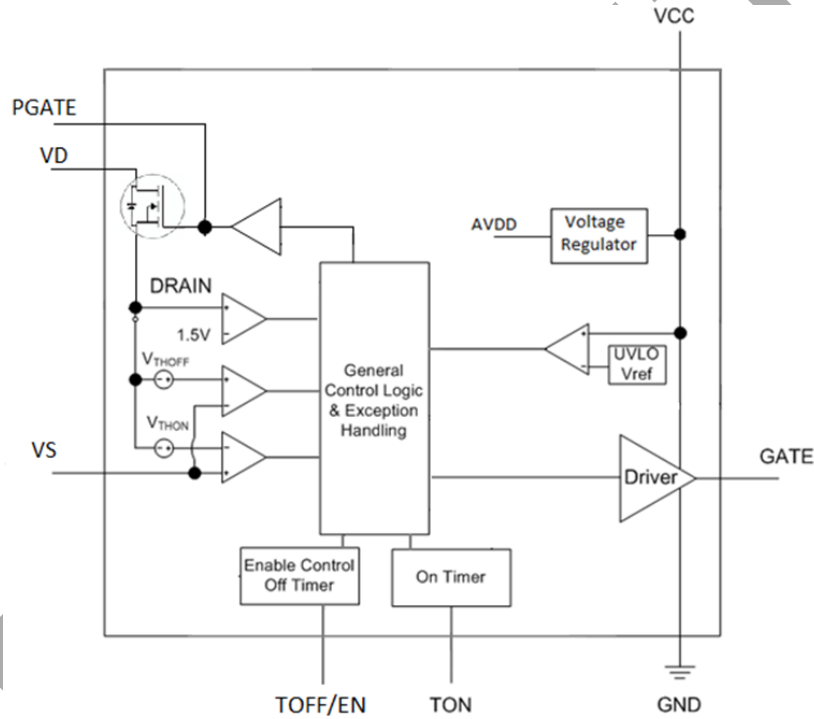 VCC
PGATE
VD
AVDD
Voltage
Regulator
DRAIN
+
1.5V
-
VTHOFF
- +
+
-
VTHON
- +
-
+
VS
General
Control Logic
& Exception
Handling
+
-
UVLO
Vref
Driver
GATE
Enable Control
Off Timer
On Timer
TOFF/EN
TON
GND